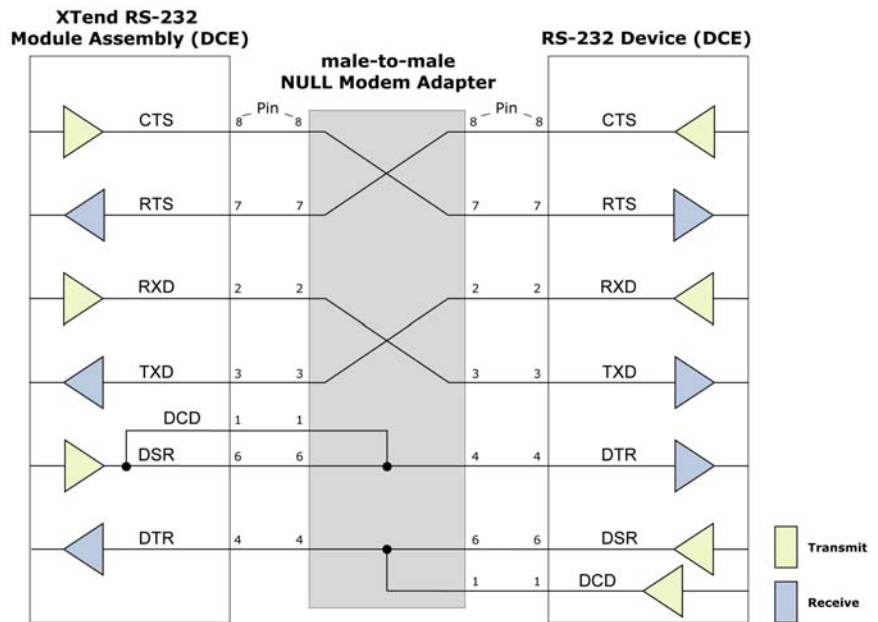 XTend RS-232
Module Assembly (DCE)
male-to-male
NULL Modem Adapter
RS-232 Device (DCE)
CTS 8 Pin 8 8 Pin 8 CTS
RTS 7 7 7 7 RTS
RXD 2 2 2 2 RXD
TXD 3 3 3 3 TXD
DCD 1 1
DSR 6 6 4 4 DTR
DTR 4 4 6 6 DSR
1 1 DCD
Transmit
Receive